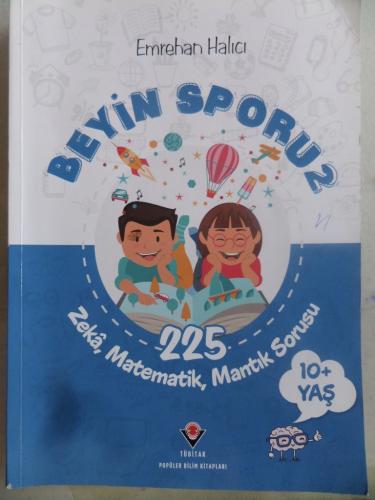 Emrehan Halıcı
BEYİN SPORU 2
225
Zekâ, Matematik, Mantık Sorusu
10+
YAŞ
TÜBİTAK
POPÜLER BİLİM KİTAPLARI